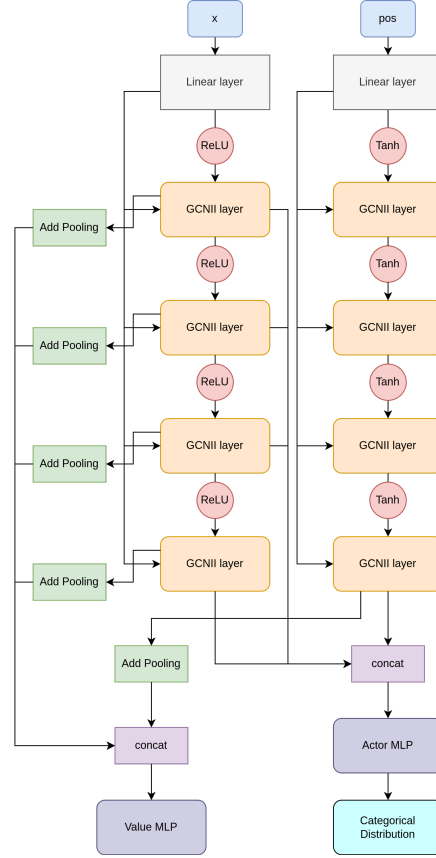 x
pos
Linear layer
Linear layer
ReLU
Tanh
GCNII layer
GCNII layer
Add Pooling
ReLU
Tanh
GCNII layer
GCNII layer
Add Pooling
ReLU
Tanh
GCNII layer
GCNII layer
Add Pooling
ReLU
Tanh
GCNII layer
GCNII layer
Add Pooling
Add Pooling
concat
concat
Actor MLP
Value MLP
Categorical
Distribution